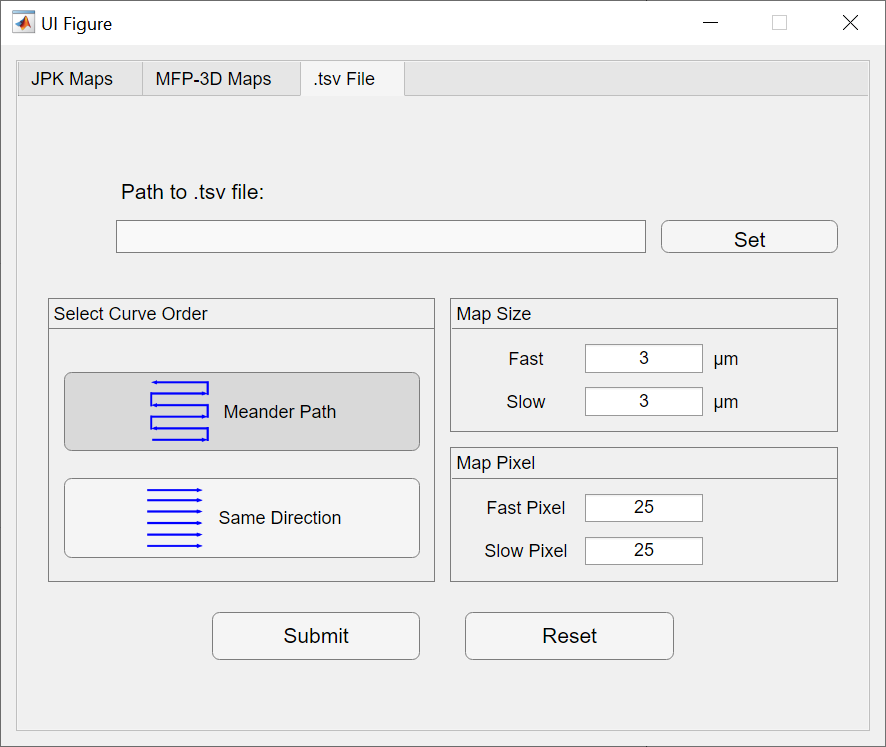 UI Figure
JPK Maps
MFP-3D Maps
.tsv File
Path to .tsv file:
Set
Select Curve Order
Meander Path
Same Direction
Map Size
Fast 3 µm
Slow 3 µm
Map Pixel
Fast Pixel 25
Slow Pixel 25
Submit
Reset